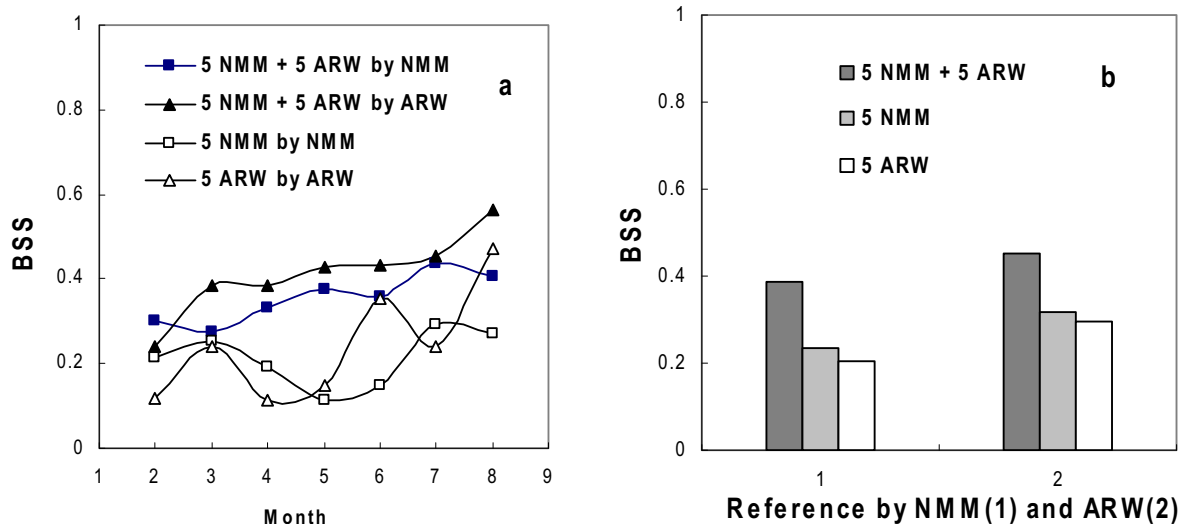 1
0.8
0.6
0.4
0.2
0
BSS
5 NMM + 5 ARW by NMM
5 NMM + 5 ARW by ARW
5 NMM by NMM
5 ARW by ARW
a
1 2 3 4 5 6 7 8 9
Month
1
0.8
0.6
0.4
0.2
0
BSS
5 NMM + 5 ARW
5 NMM
5 ARW
b
1 2
Reference by NMM(1) and ARW(2)